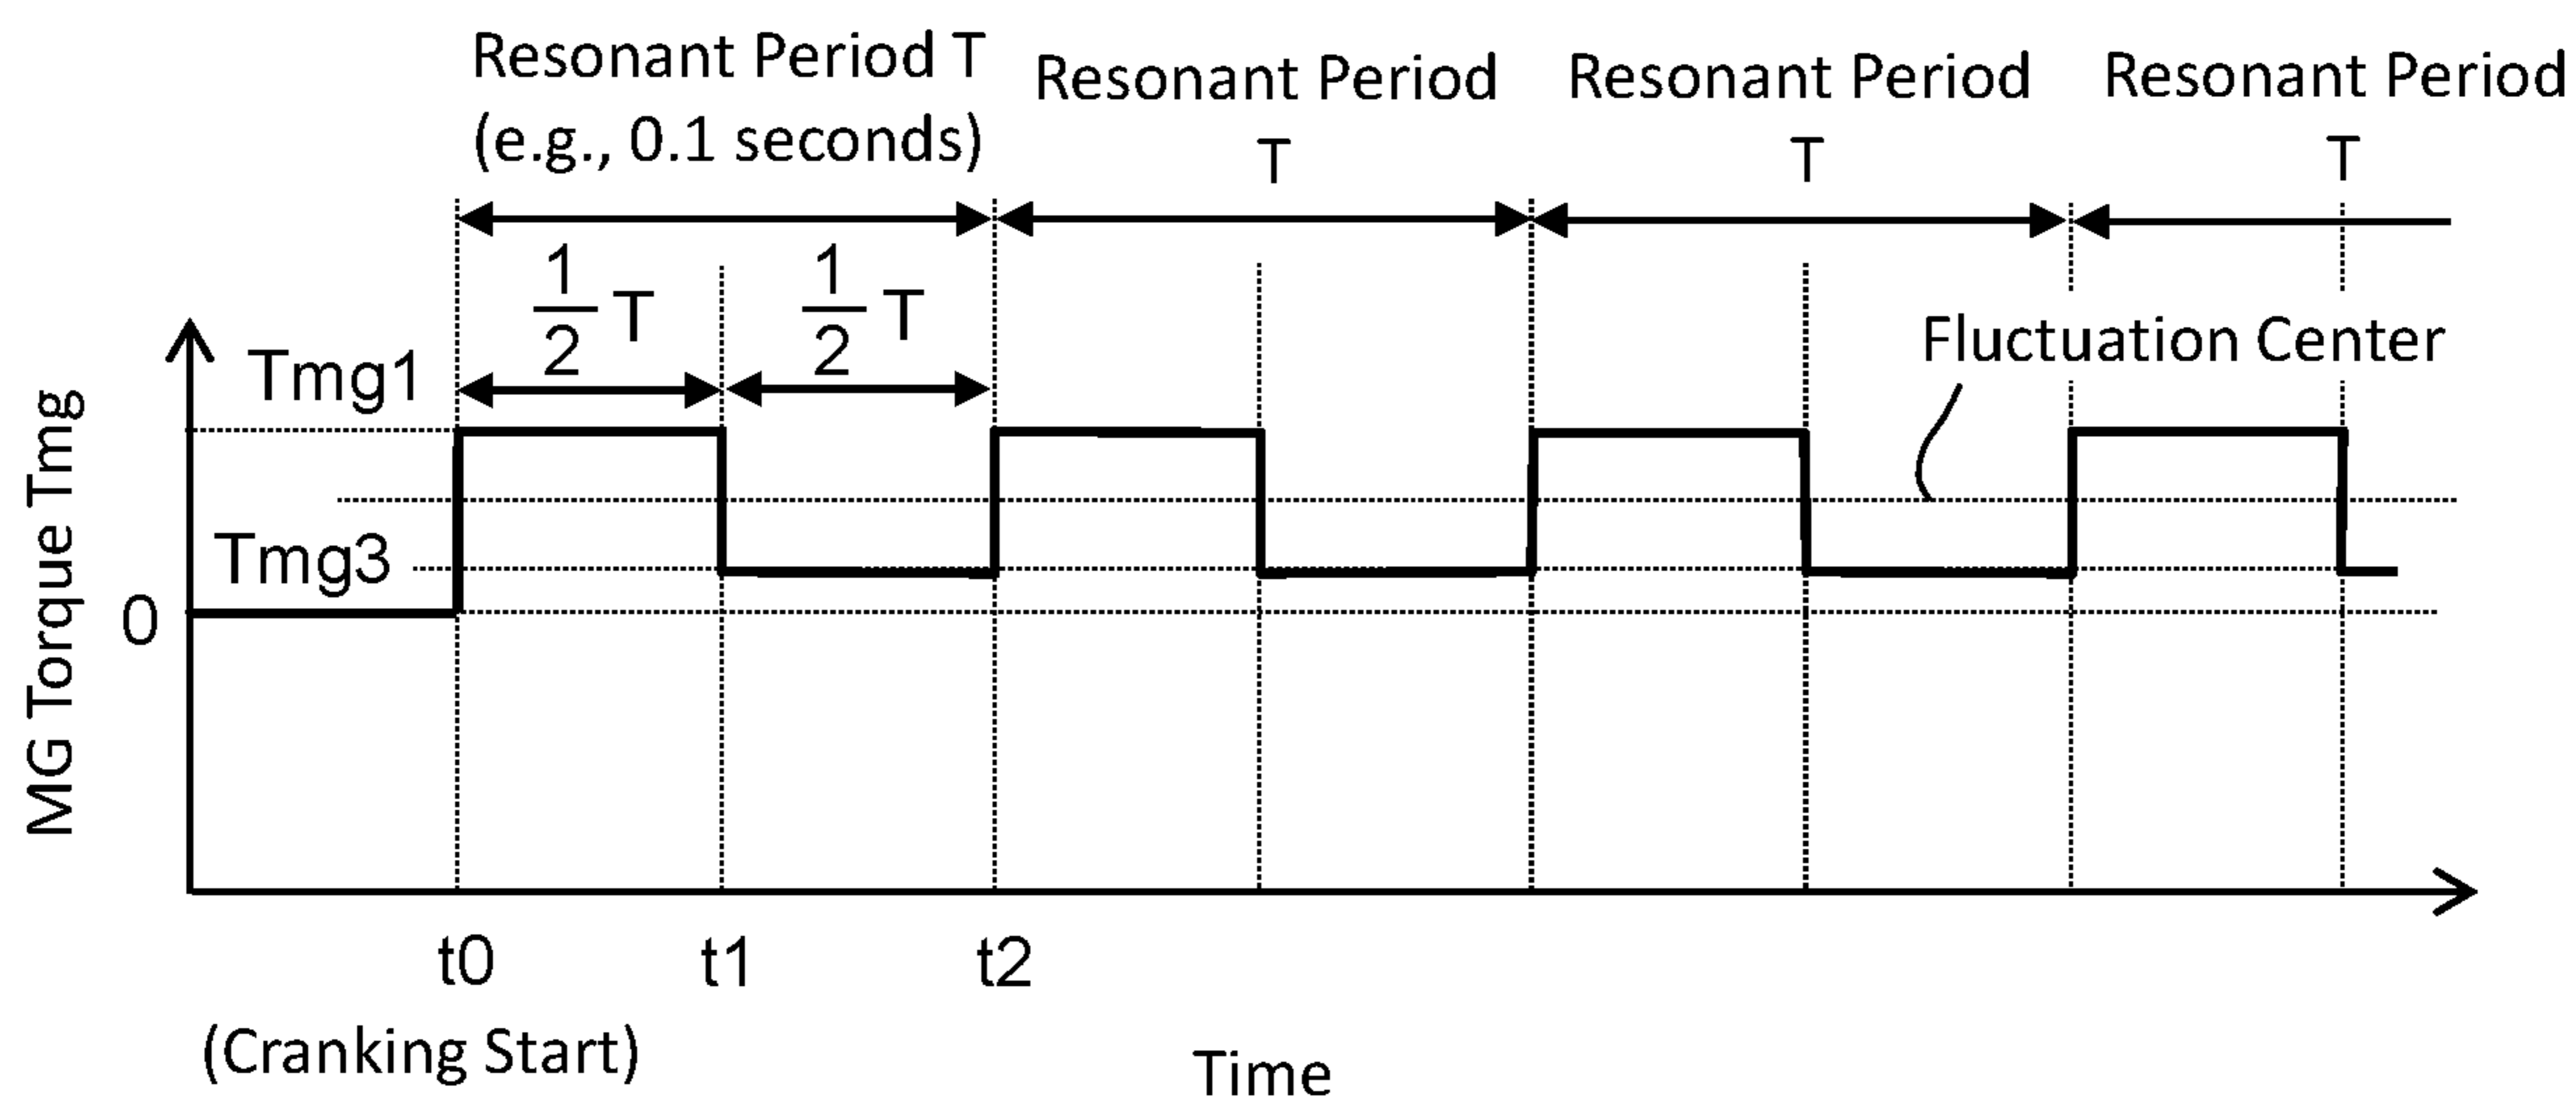 Resonant Period T
(e.g., 0.1 seconds)
Resonant Period
T
Resonant Period
T
Resonant Period
T
1/2 T
1/2 T
Fluctuation Center
Tmg1
Tmg3
0
MG Torque Tmg
t0
t1
t2
(Cranking Start)
Time